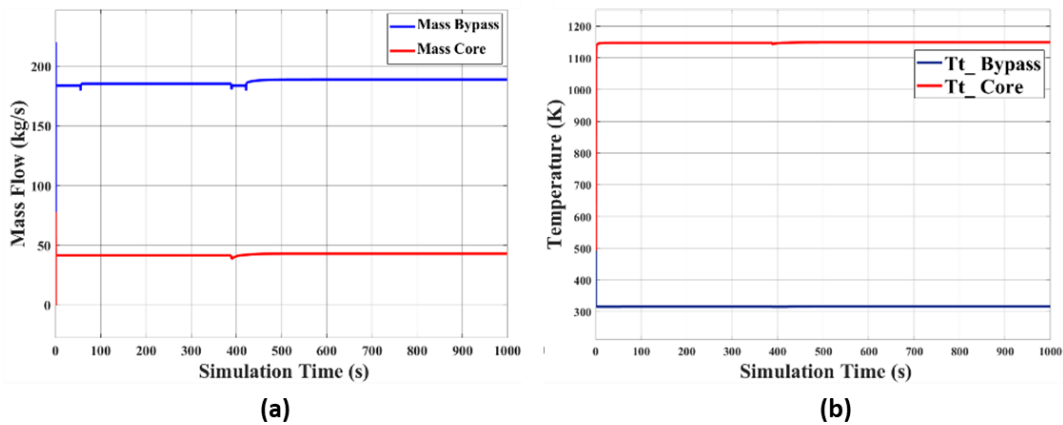 Mass Bypass
Mass Core
200
150
100
50
0
0 100 200 300 400 500 600 700 800 900 1000
Mass Flow (kg/s)
Simulation Time (s)
(a)
Tt_ Bypass
Tt_ Core
1200
1100
1000
900
800
700
600
500
400
300
0 100 200 300 400 500 600 700 800 900 1000
Temperature (K)
Simulation Time (s)
(b)